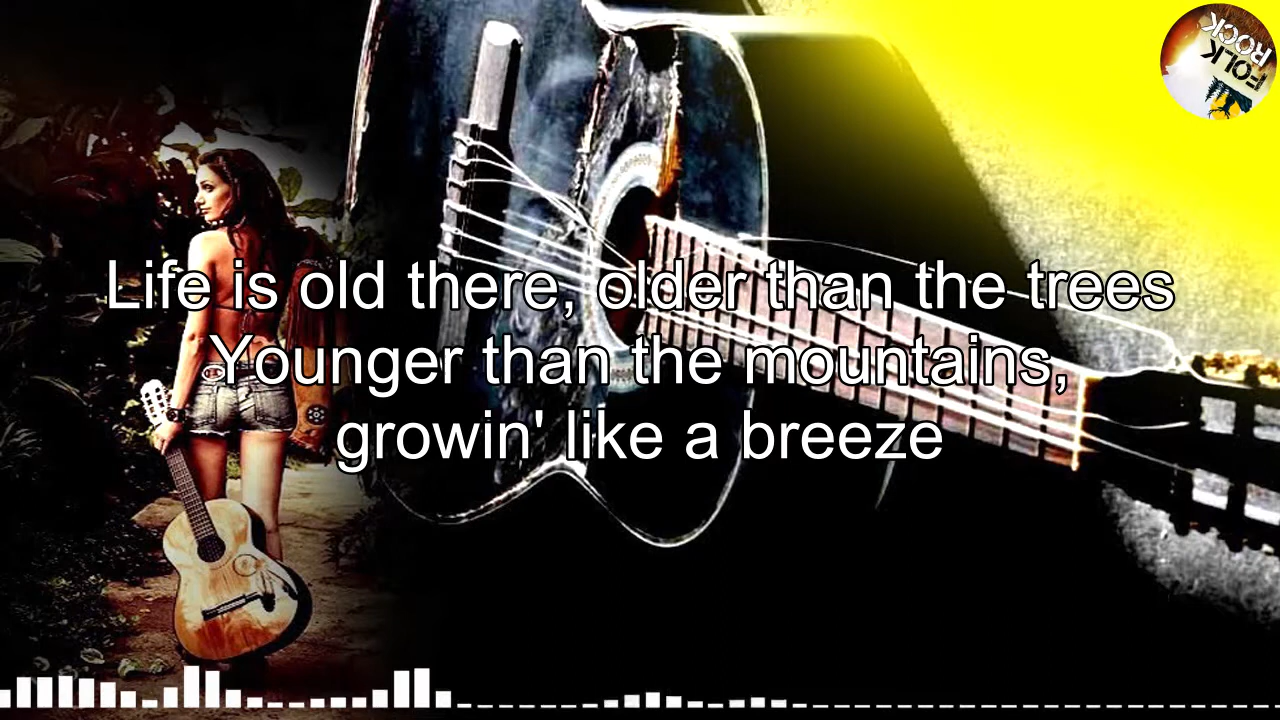 FOLK
ROCK
Life is old there, older than the trees
Younger than the mountains,
growin' like a breeze